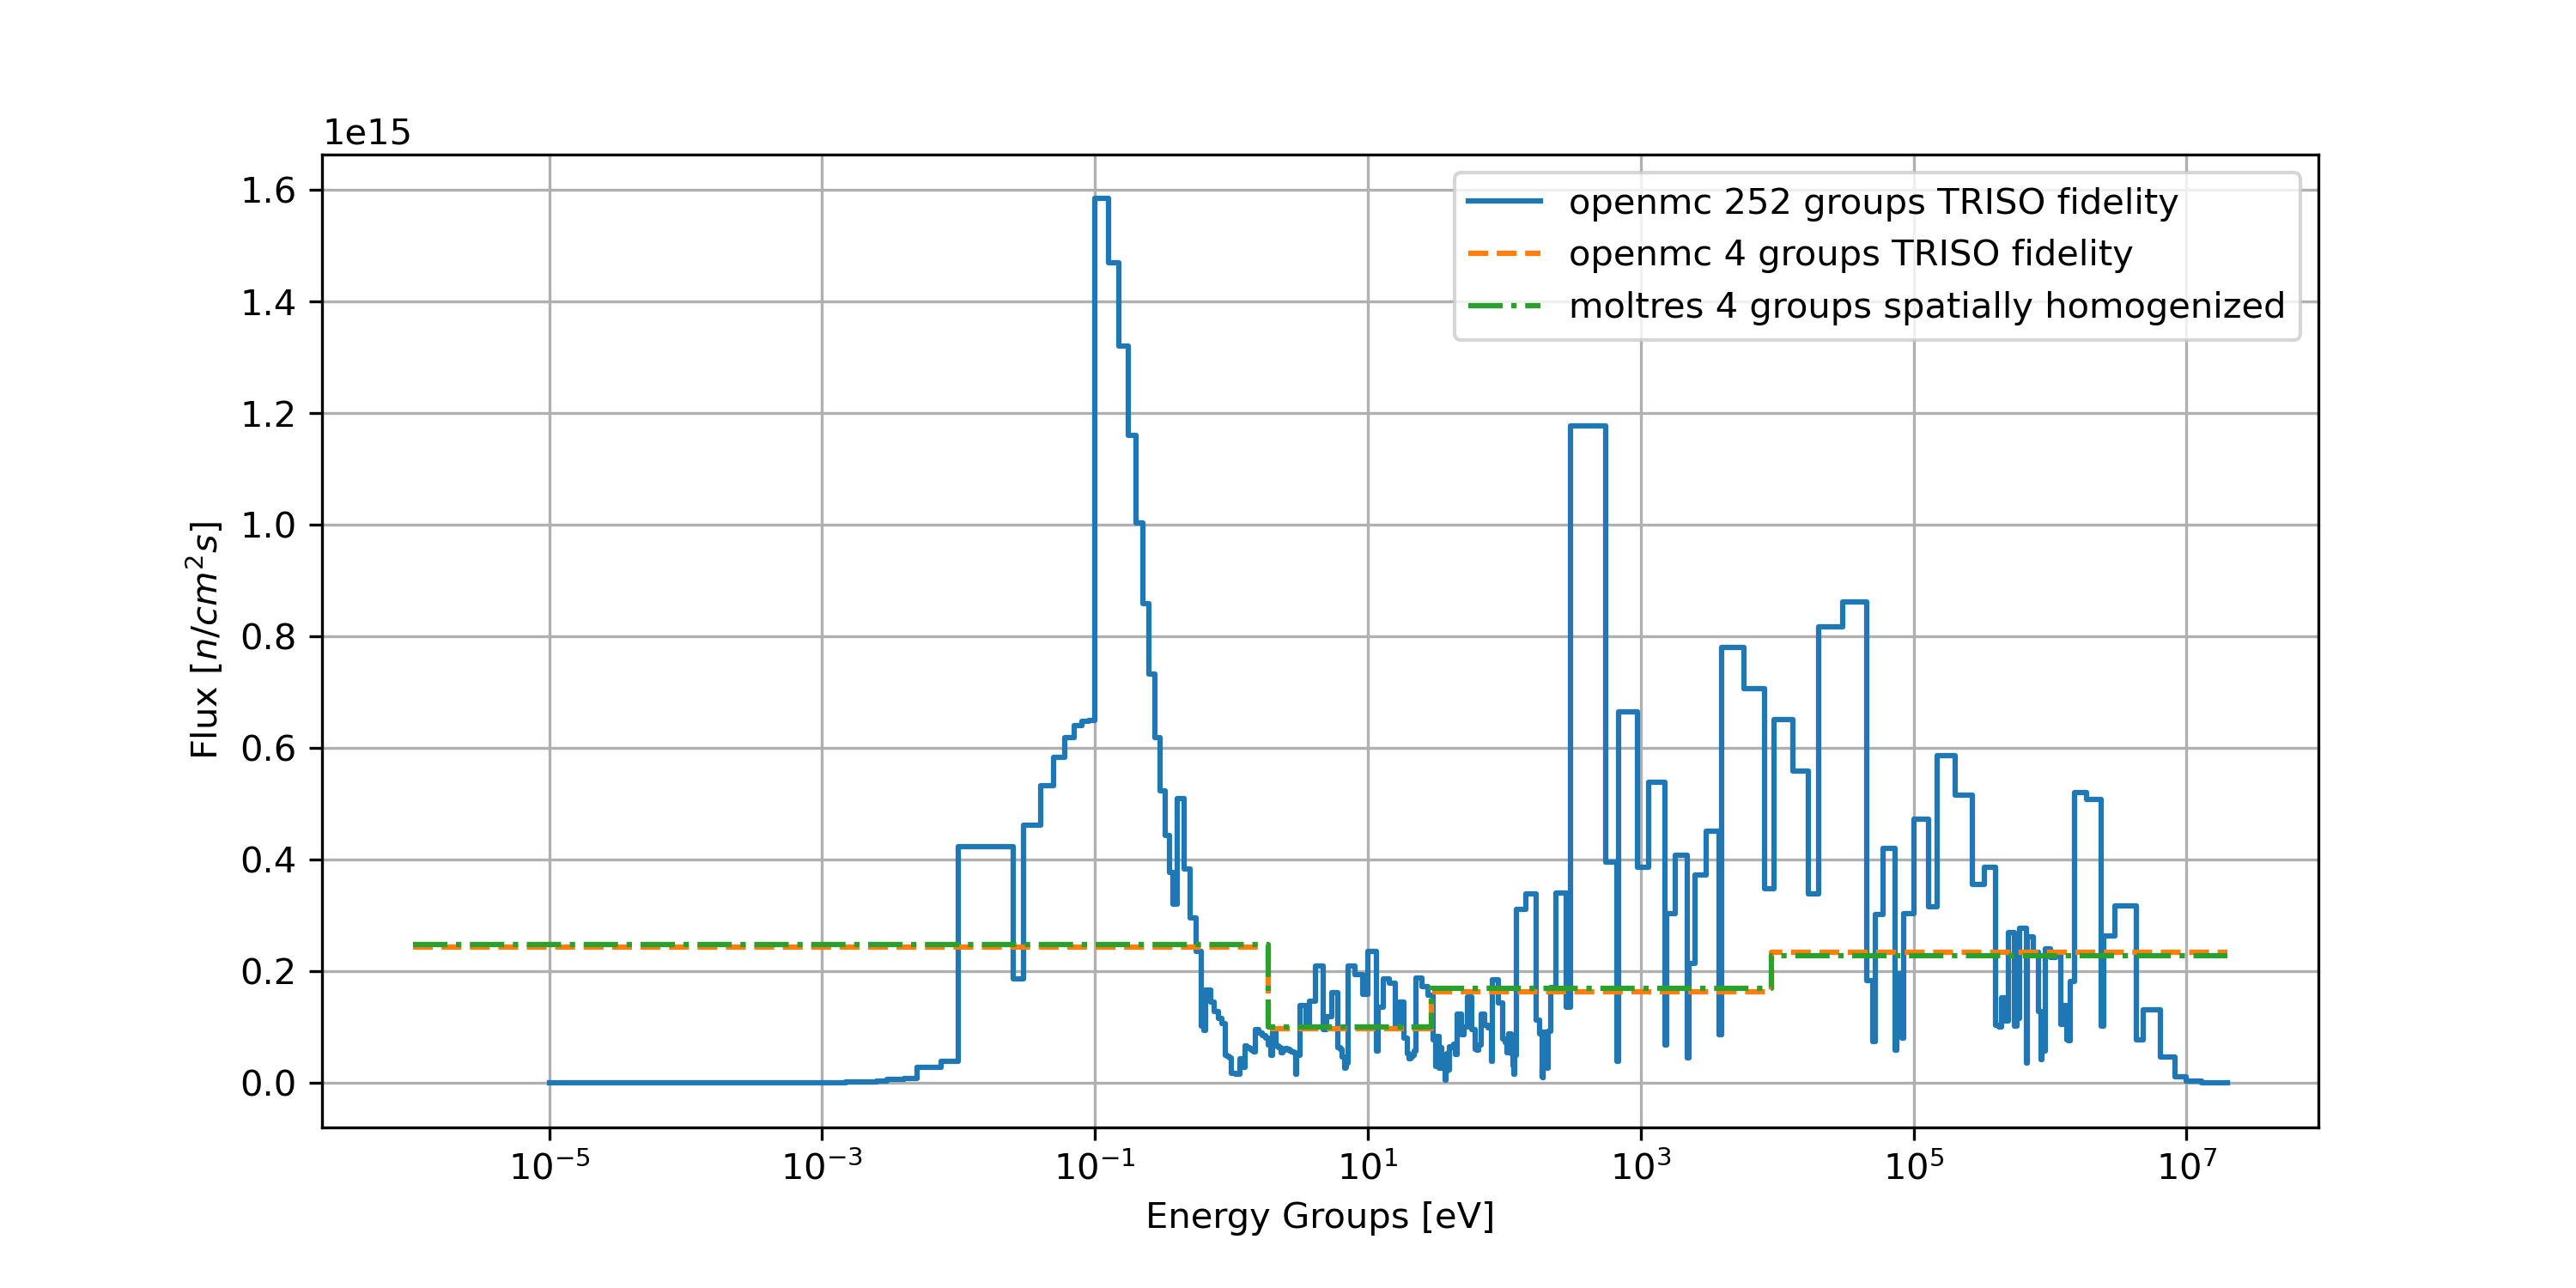 1e15
1.6
1.4
1.2
1.0
0.8
0.6
0.4
0.2
0.0
Flux [n/cm²s]
openmc 252 groups TRISO fidelity
openmc 4 groups TRISO fidelity
moltres 4 groups spatially homogenized
10⁻⁵ 10⁻³ 10⁻¹ 10¹ 10³ 10⁵ 10⁷
Energy Groups [eV]